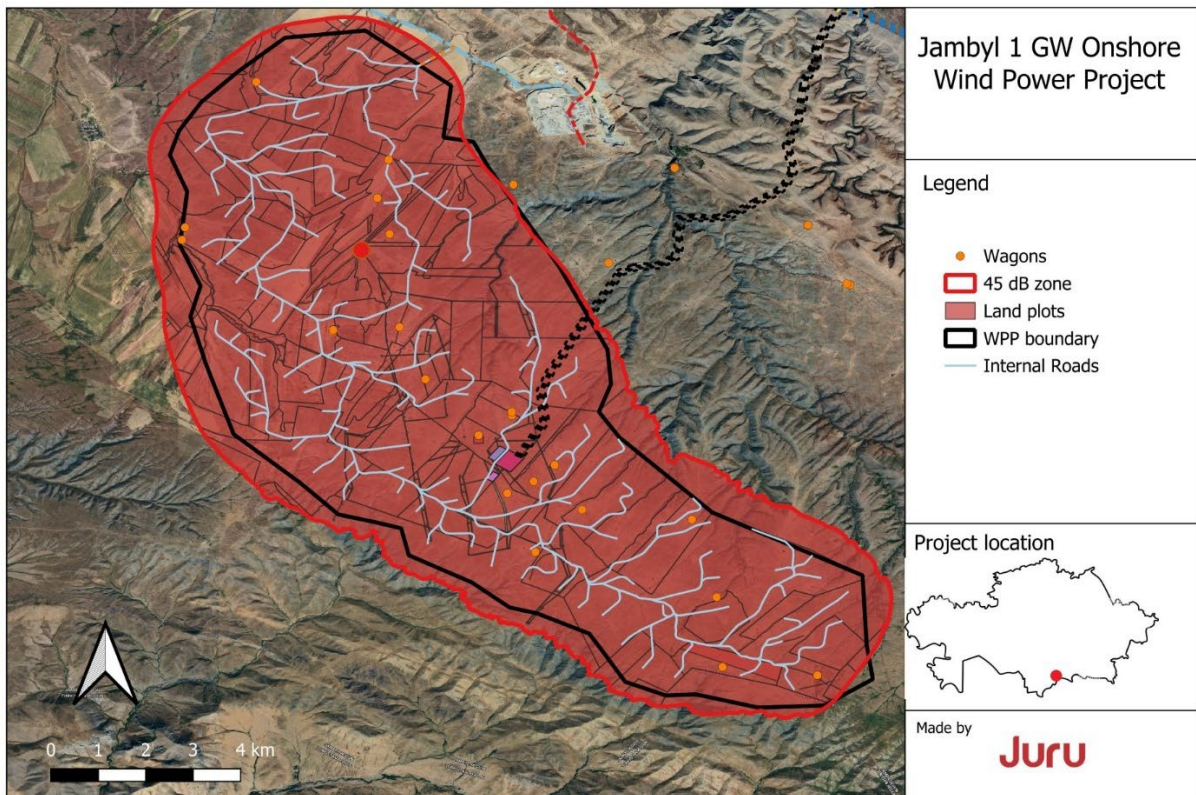 Jambyl 1 GW Onshore
Wind Power Project
Legend
Wagons
45 dB zone
Land plots
WPP boundary
Internal Roads
Project location
Made by
Juru
0 1 2 3 4 km